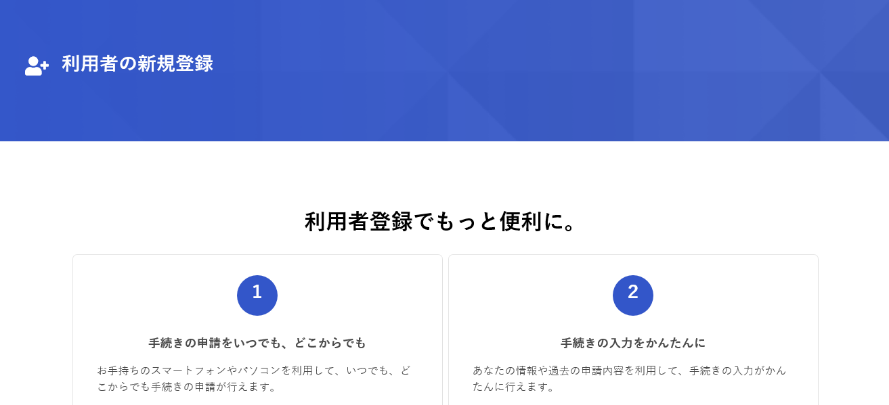 利用者の新規登録
利用者登録でもっと便利に。
1
手続きの申請をいつでも、どこからでも
お手持ちのスマートフォンやパソコンを利用して、いつでも、ど
こからでも手続きの申請が行えます。
2
手続きの入力をかんたんに
あなたの情報や過去の申請内容を利用して、手続きの入力がかん
たんに行えます。